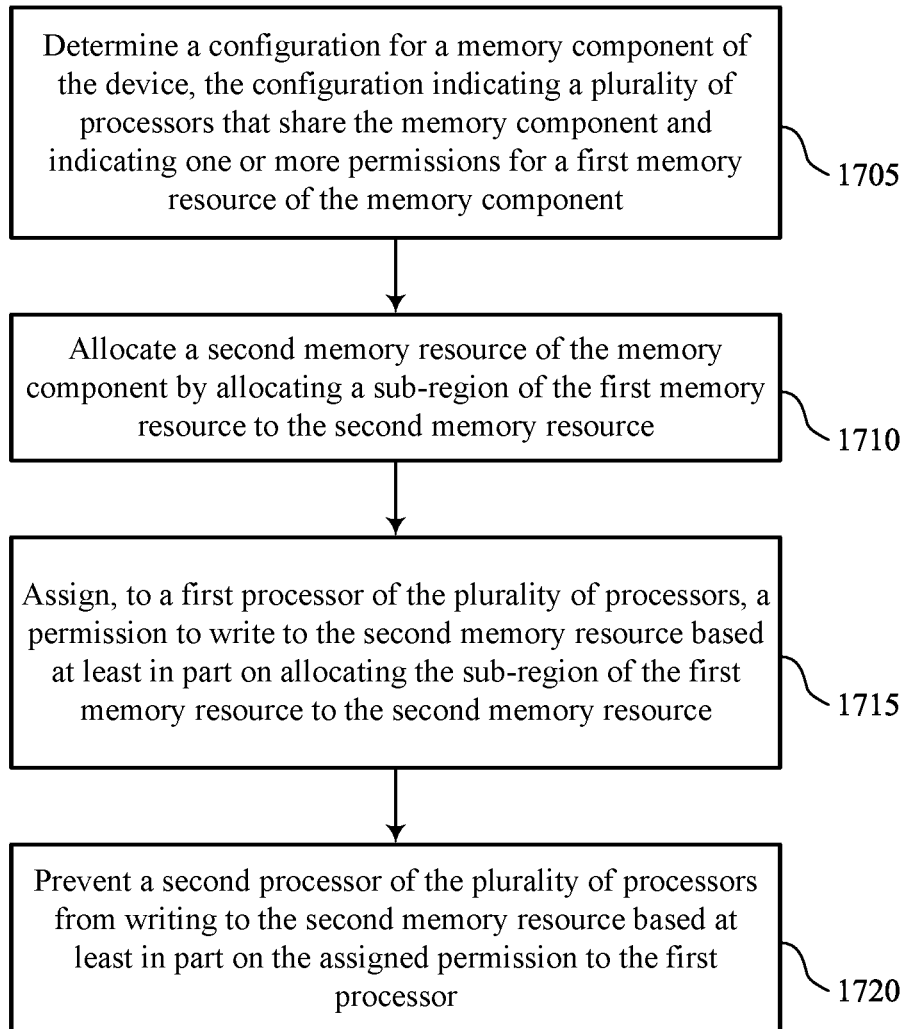 Determine a configuration for a memory component of
the device, the configuration indicating a plurality of
processors that share the memory component and
indicating one or more permissions for a first memory
resource of the memory component
1705
Allocate a second memory resource of the memory
component by allocating a sub-region of the first memory
resource to the second memory resource
1710
Assign, to a first processor of the plurality of processors, a
permission to write to the second memory resource based
at least in part on allocating the sub-region of the first
memory resource to the second memory resource
1715
Prevent a second processor of the plurality of processors
from writing to the second memory resource based at
least in part on the assigned permission to the first
processor
1720